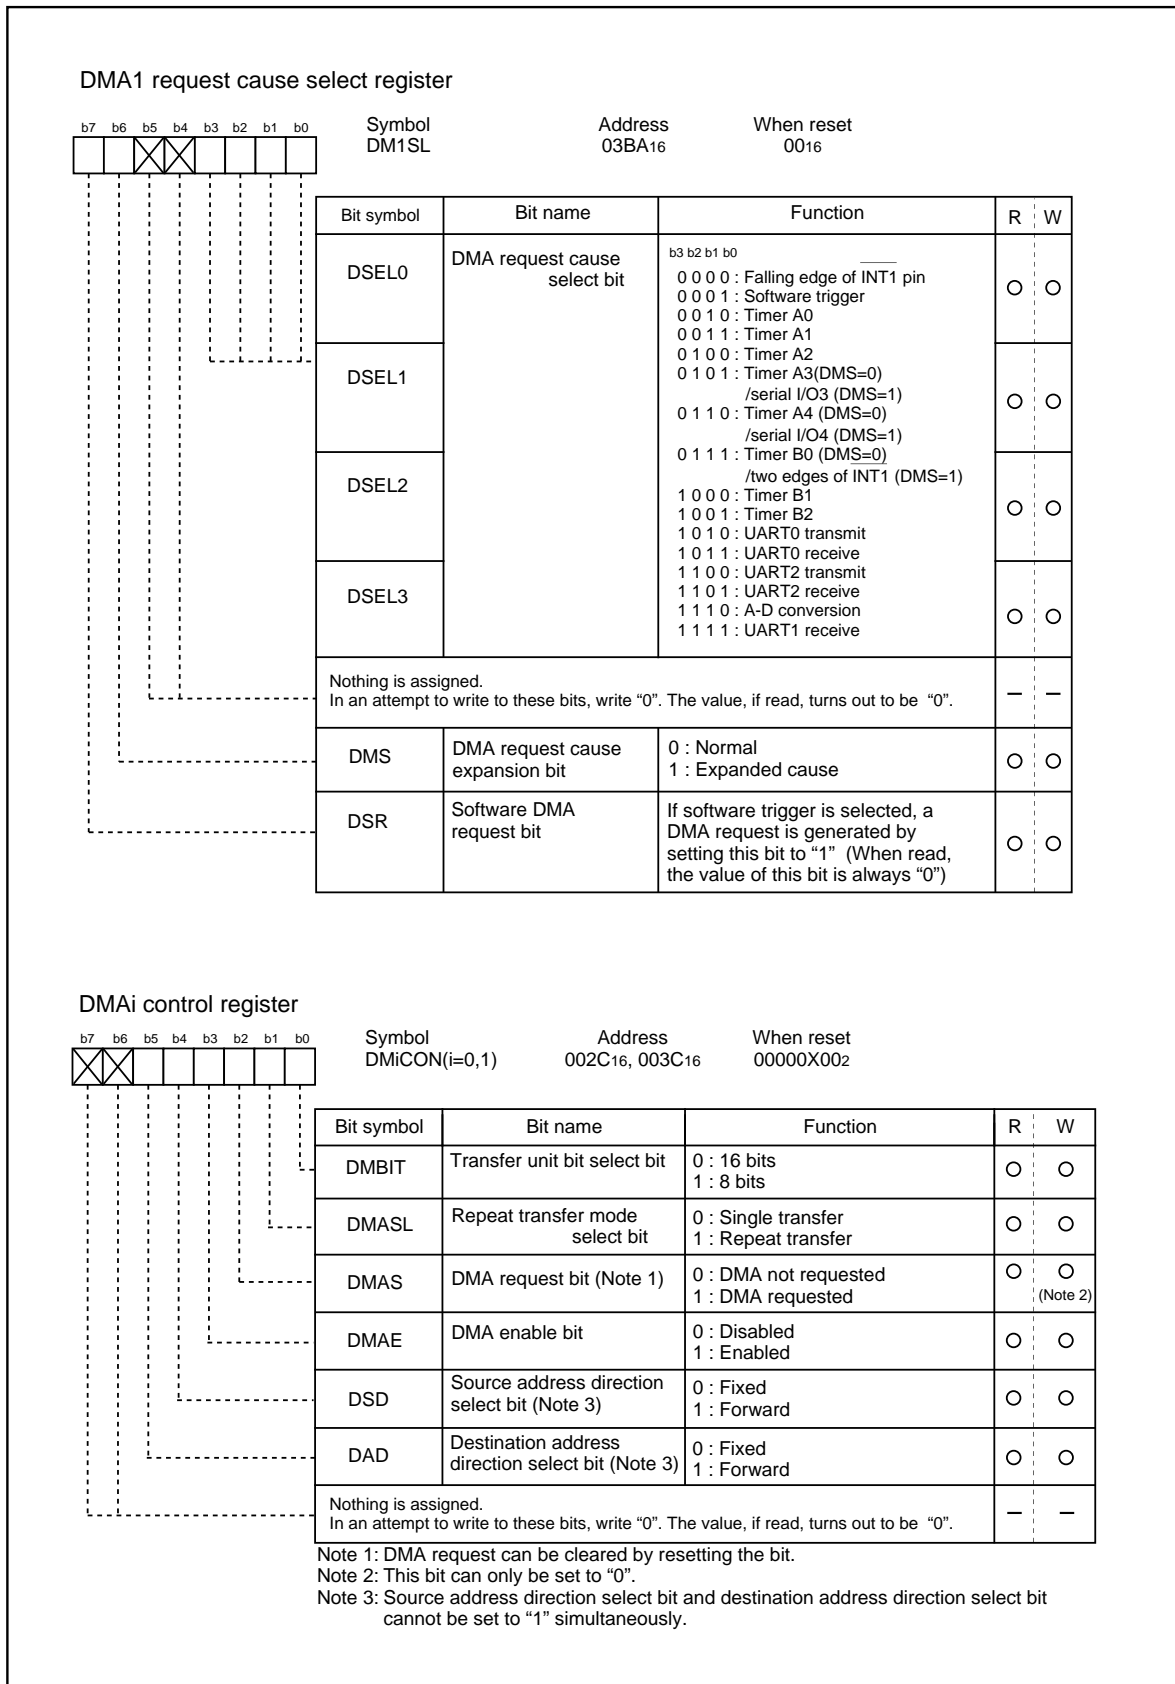 DMA1 request cause select register
b7 b6 b5 b4 b3 b2 b1 b0
Symbol Address When reset
DM1SL 03BA16 0016
Bit symbol Bit name Function R W
DSEL0
DMA request cause
select bit
b3 b2 b1 b0
0 0 0 0 : Falling edge of INT1 pin
0 0 0 1 : Software trigger
0 0 1 0 : Timer A0
0 0 1 1 : Timer A1
0 1 0 0 : Timer A2
DSEL1
0 1 0 1 : Timer A3(DMS=0)
/serial I/O3 (DMS=1)
0 1 1 0 : Timer A4 (DMS=0)
/serial I/O4 (DMS=1)
0 1 1 1 : Timer B0 (DMS=0)
/two edges of INT1 (DMS=1)
DSEL2
1 0 0 0 : Timer B1
1 0 0 1 : Timer B2
1 0 1 0 : UART0 transmit
1 0 1 1 : UART0 receive
1 1 0 0 : UART2 transmit
DSEL3
1 1 0 1 : UART2 receive
1 1 1 0 : A-D conversion
1 1 1 1 : UART1 receive
Nothing is assigned.
In an attempt to write to these bits, write “0”. The value, if read, turns out to be “0”.
– –
DMS
DMA request cause
expansion bit
0 : Normal
1 : Expanded cause
DSR
Software DMA
request bit
If software trigger is selected, a
DMA request is generated by
setting this bit to “1” (When read,
the value of this bit is always “0”)
DMAi control register
b7 b6 b5 b4 b3 b2 b1 b0
Symbol Address When reset
DMiCON(i=0,1) 002C16, 003C16 00000X002
Bit symbol Bit name Function R W
DMBIT
Transfer unit bit select bit
0 : 16 bits
1 : 8 bits
DMASL
Repeat transfer mode
select bit
0 : Single transfer
1 : Repeat transfer
DMAS
DMA request bit (Note 1)
0 : DMA not requested
1 : DMA requested
(Note 2)
DMAE
DMA enable bit
0 : Disabled
1 : Enabled
DSD
Source address direction
select bit (Note 3)
0 : Fixed
1 : Forward
DAD
Destination address
direction select bit (Note 3)
0 : Fixed
1 : Forward
Nothing is assigned.
In an attempt to write to these bits, write “0”. The value, if read, turns out to be “0”.
– –
Note 1: DMA request can be cleared by resetting the bit.
Note 2: This bit can only be set to “0”.
Note 3: Source address direction select bit and destination address direction select bit
cannot be set to “1” simultaneously.